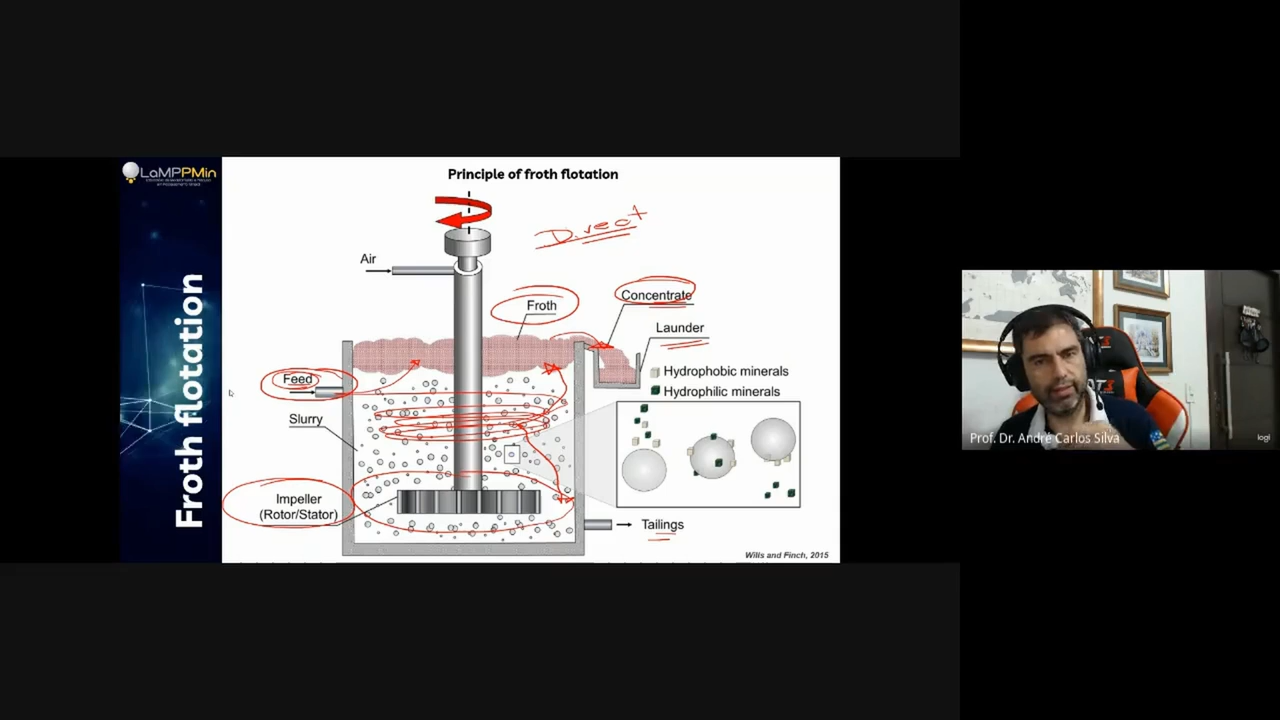 LaMPPMin
Froth flotation
Principle of froth flotation
Direct
Air
Froth
Concentrate
Launder
Feed
Hydrophobic minerals
Hydrophilic minerals
Slurry
Impeller
(Rotor/Stator)
Tailings
Wills and Finch, 2015
Prof. Dr. André Carlos Silva
logi